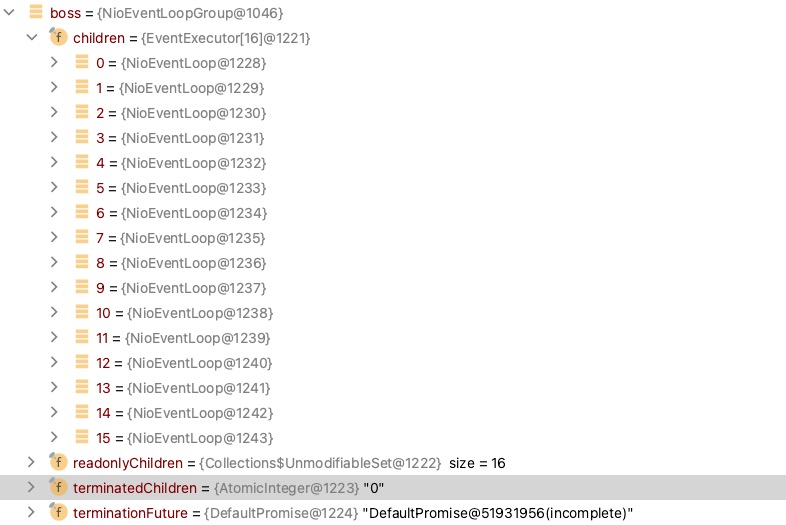 boss = {NioEventLoopGroup@1046}
f children = {EventExecutor[16]@1221}
0 = {NioEventLoop@1228}
1 = {NioEventLoop@1229}
2 = {NioEventLoop@1230}
3 = {NioEventLoop@1231}
4 = {NioEventLoop@1232}
5 = {NioEventLoop@1233}
6 = {NioEventLoop@1234}
7 = {NioEventLoop@1235}
8 = {NioEventLoop@1236}
9 = {NioEventLoop@1237}
10 = {NioEventLoop@1238}
11 = {NioEventLoop@1239}
12 = {NioEventLoop@1240}
13 = {NioEventLoop@1241}
14 = {NioEventLoop@1242}
15 = {NioEventLoop@1243}
f readonlyChildren = {Collections$UnmodifiableSet@1222} size = 16
f terminatedChildren = {AtomicInteger@1223} "0"
f terminationFuture = {DefaultPromise@1224} "DefaultPromise@51931956(incomplete)"